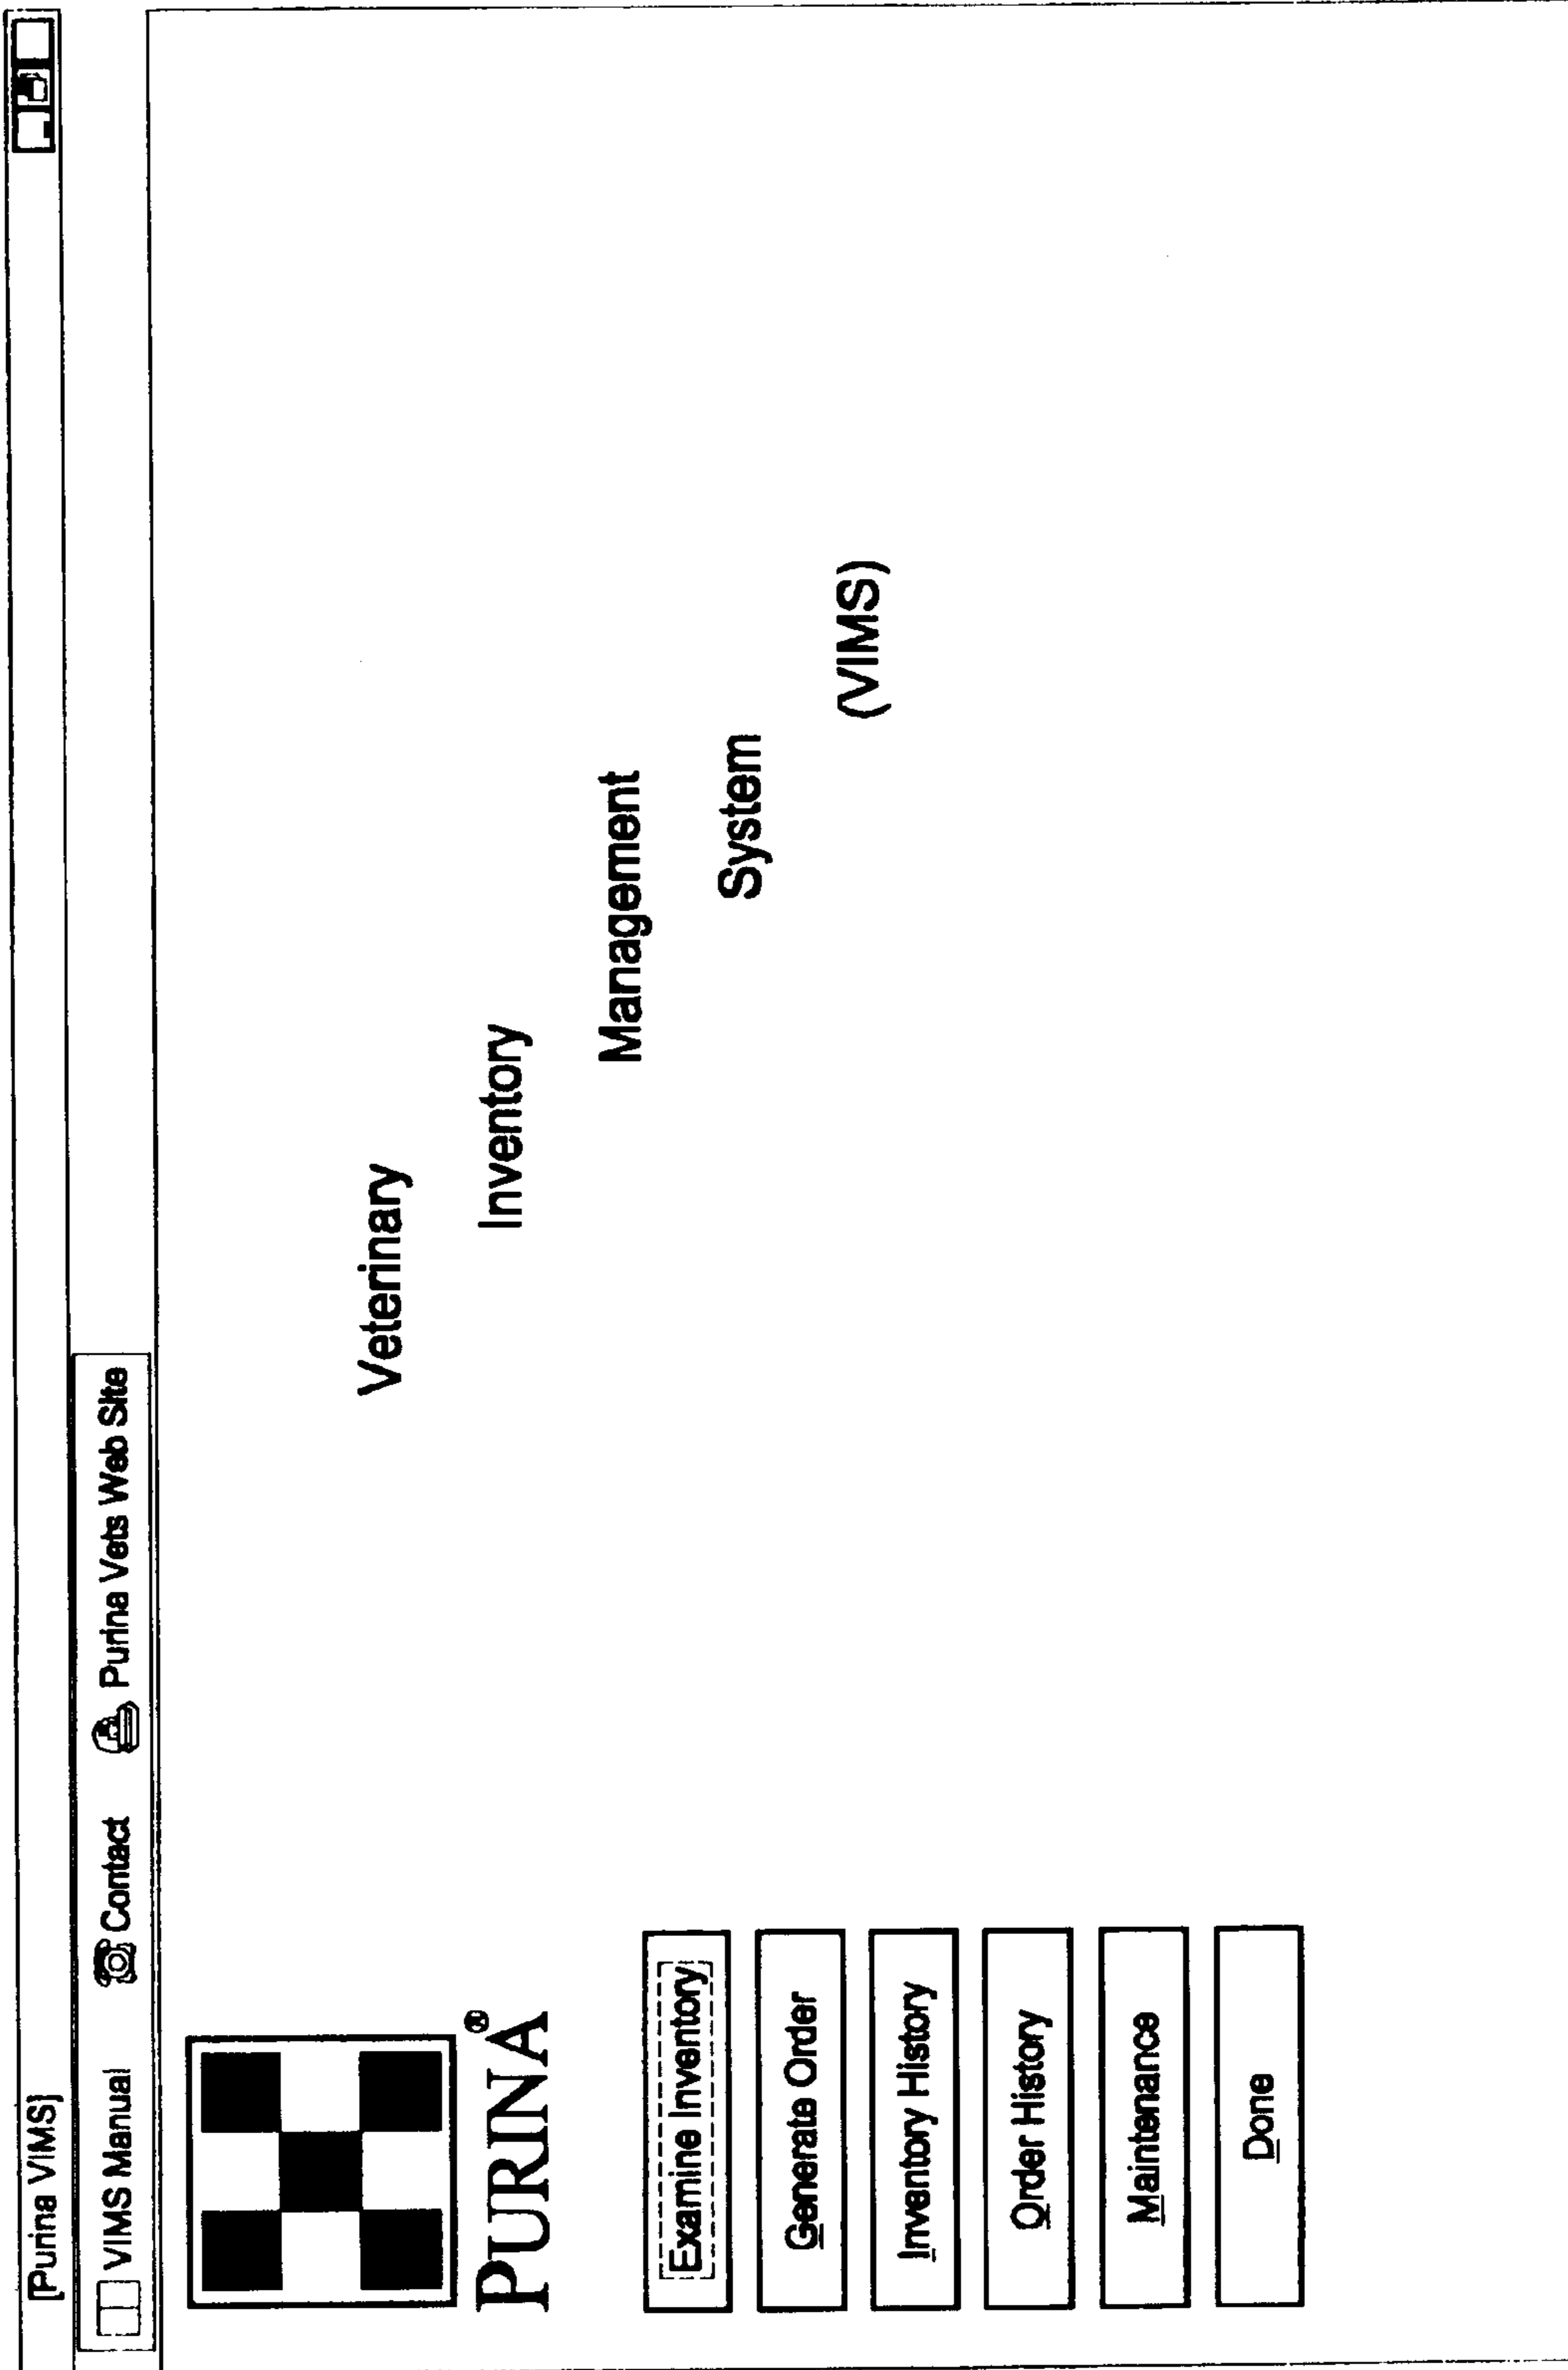 [Purina VIMS]
VIMS Manual Contact Purina Vets Web Site
PURINA®
Veterinary
Inventory
Management
System
(VIMS)
Examine Inventory
Generate Order
Inventory History
Order History
Maintenance
Done